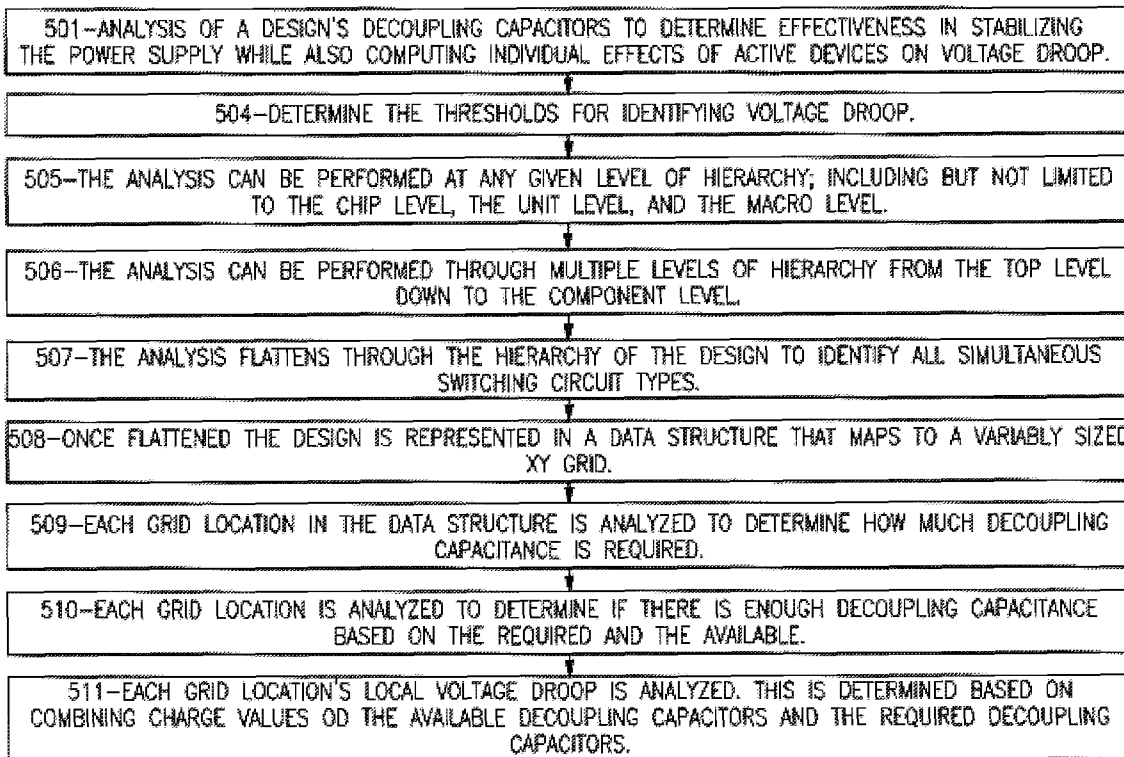 501–ANALYSIS OF A DESIGN'S DECOUPLING CAPACITORS TO DETERMINE EFFECTIVENESS IN STABILIZING
THE POWER SUPPLY WHILE ALSO COMPUTING INDIVIDUAL EFFECTS OF ACTIVE DEVICES ON VOLTAGE DROOP.
504–DETERMINE THE THRESHOLDS FOR IDENTIFYING VOLTAGE DROOP.
505–THE ANALYSIS CAN BE PERFORMED AT ANY GIVEN LEVEL OF HIERARCHY; INCLUDING BUT NOT LIMITED
TO THE CHIP LEVEL, THE UNIT LEVEL, AND THE MACRO LEVEL.
506–THE ANALYSIS CAN BE PERFORMED THROUGH MULTIPLE LEVELS OF HIERARCHY FROM THE TOP LEVEL
DOWN TO THE COMPONENT LEVEL.
507–THE ANALYSIS FLATTENS THROUGH THE HIERARCHY OF THE DESIGN TO IDENTIFY ALL SIMULTANEOUS
SWITCHING CIRCUIT TYPES.
508–ONCE FLATTENED THE DESIGN IS REPRESENTED IN A DATA STRUCTURE THAT MAPS TO A VARIABLY SIZED
XY GRID.
509–EACH GRID LOCATION IN THE DATA STRUCTURE IS ANALYZED TO DETERMINE HOW MUCH DECOUPLING
CAPACITANCE IS REQUIRED.
510–EACH GRID LOCATION IS ANALYZED TO DETERMINE IF THERE IS ENOUGH DECOUPLING CAPACITANCE
BASED ON THE REQUIRED AND THE AVAILABLE.
511–EACH GRID LOCATION'S LOCAL VOLTAGE DROOP IS ANALYZED. THIS IS DETERMINED BASED ON
COMBINING CHARGE VALUES OD THE AVAILABLE DECOUPLING CAPACITORS AND THE REQUIRED DECOUPLING
CAPACITORS.